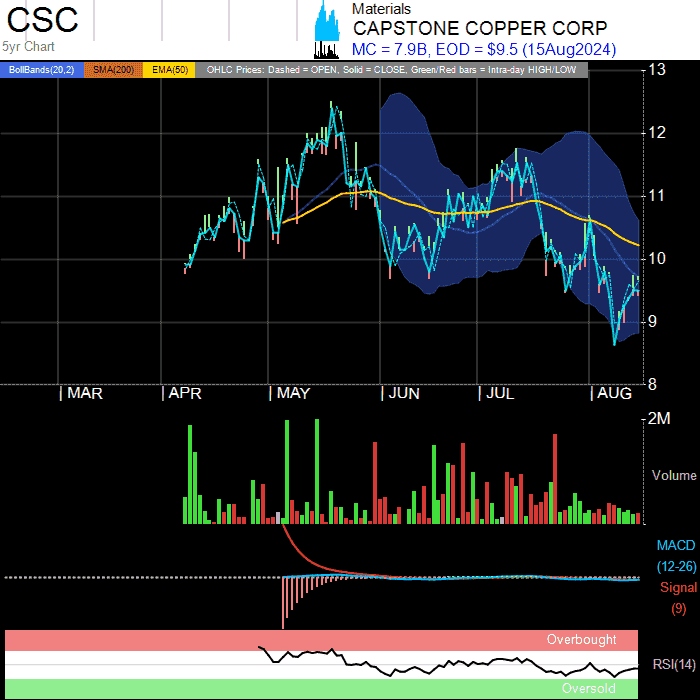 CSC
5yr Chart
Materials
CAPSTONE COPPER CORP
MC = 7.9B, EOD = $9.5 (15Aug2024)
BollBands(20,2) SMA(200) EMA(50) OHLC Prices: Dashed = OPEN, Solid = CLOSE, Green/Red bars = Intra-day HIGH/LOW
13
12
11
10
9
8
MAR APR MAY JUN JUL AUG
2M
Volume
MACD
(12-26)
Signal
(9)
Overbought
RSI(14)
Oversold